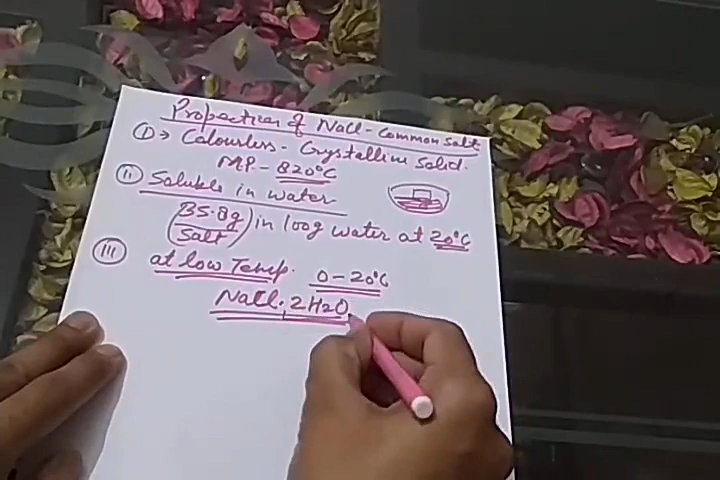 Properties of Nacl - Common salt
I → Colourless - Crystalline Solid.
MP - 820°C
II Soluble in water
35.8g in 100g water at 20°C
Salt
III at low Temp. 0 - 20°C
Nacl. 2H2O